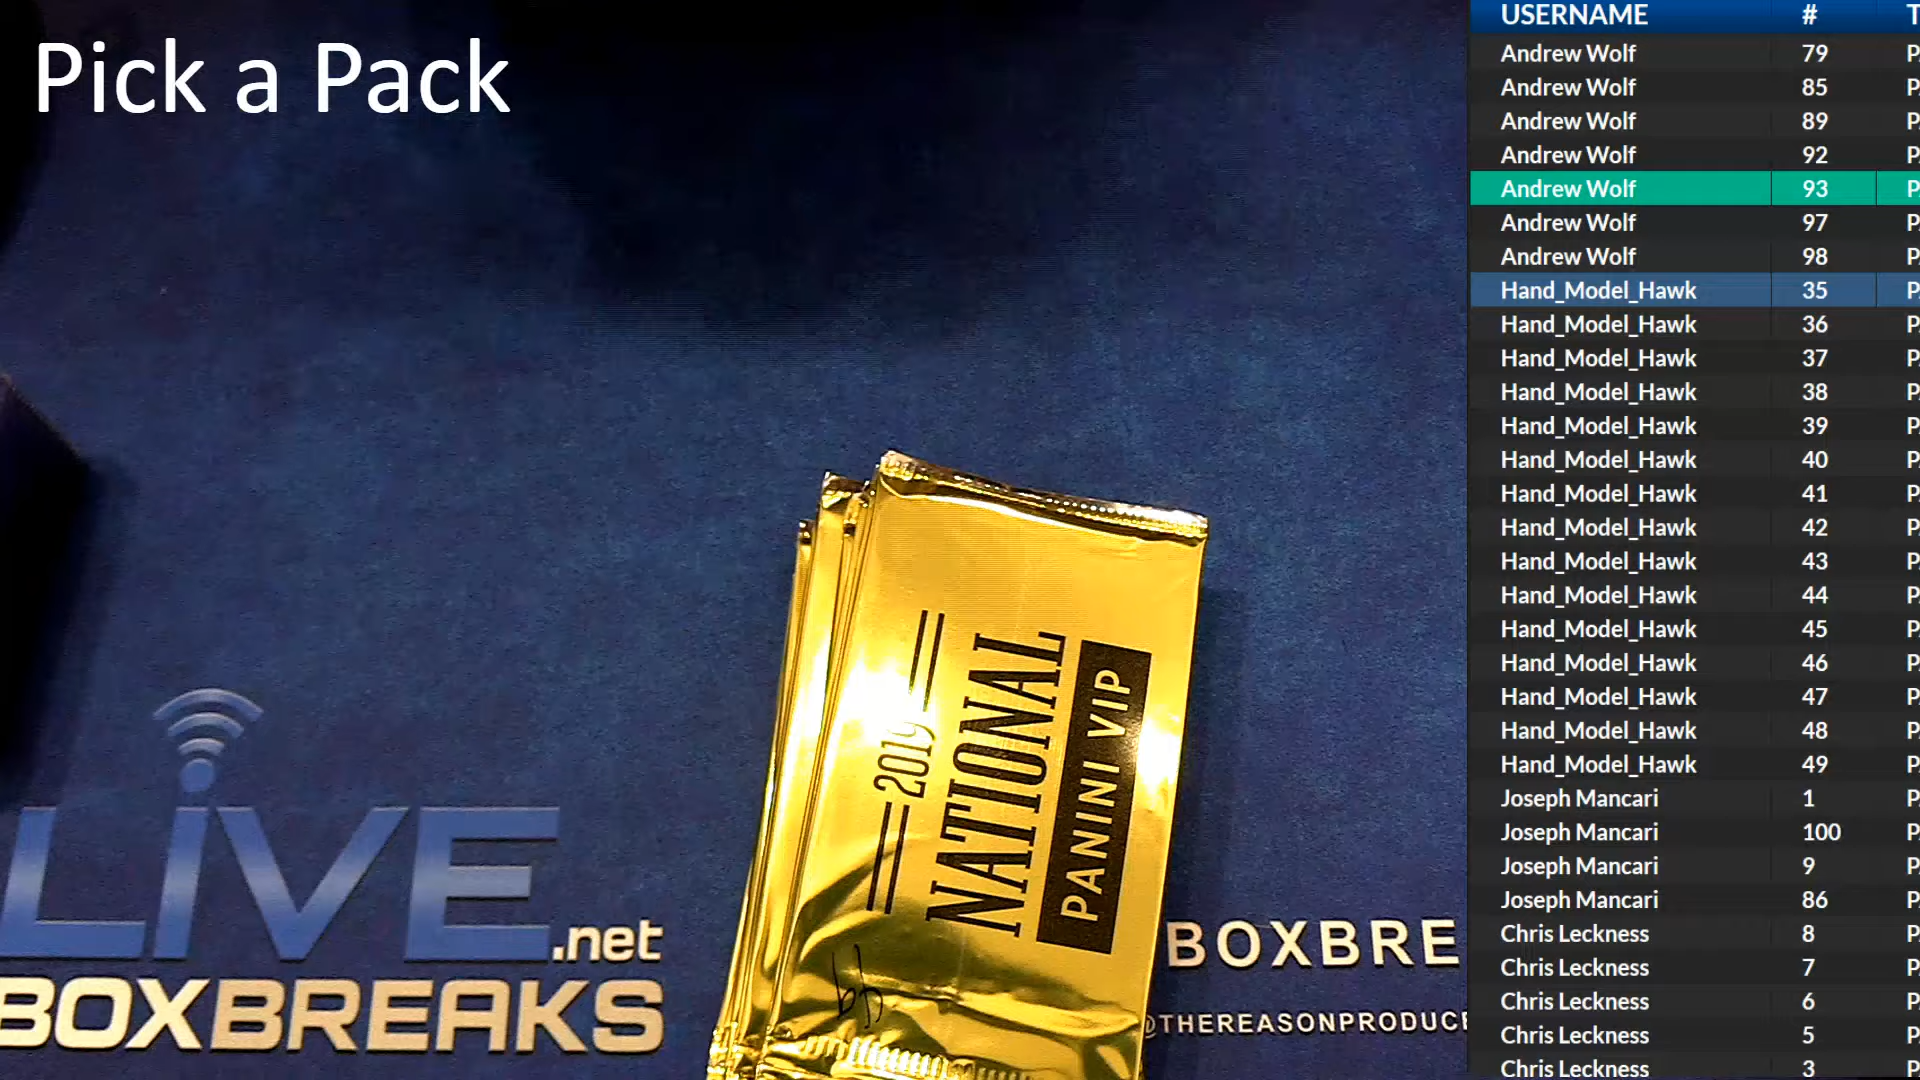 Pick a Pack
USERNAME # T
Andrew Wolf 79 P
Andrew Wolf 85 P
Andrew Wolf 89 P
Andrew Wolf 92 P
Andrew Wolf 93 P
Andrew Wolf 97 P
Andrew Wolf 98 P
Hand_Model_Hawk 35 P
Hand_Model_Hawk 36 P
Hand_Model_Hawk 37 P
Hand_Model_Hawk 38 P
Hand_Model_Hawk 39 P
Hand_Model_Hawk 40 P
Hand_Model_Hawk 41 P
Hand_Model_Hawk 42 P
Hand_Model_Hawk 43 P
Hand_Model_Hawk 44 P
Hand_Model_Hawk 45 P
Hand_Model_Hawk 46 P
Hand_Model_Hawk 47 P
Hand_Model_Hawk 48 P
Hand_Model_Hawk 49 P
Joseph Mancari 1 P
Joseph Mancari 100 P
Joseph Mancari 9 P
Joseph Mancari 86 P
Chris Leckness 8 P
Chris Leckness 7 P
Chris Leckness 6 P
Chris Leckness 5 P
Chris Leckness 3 P
2019
NATIONAL
PANINI VIP
LiVE.net
BOXBREAKS
BOXBRE
@THEREASONPRODUC